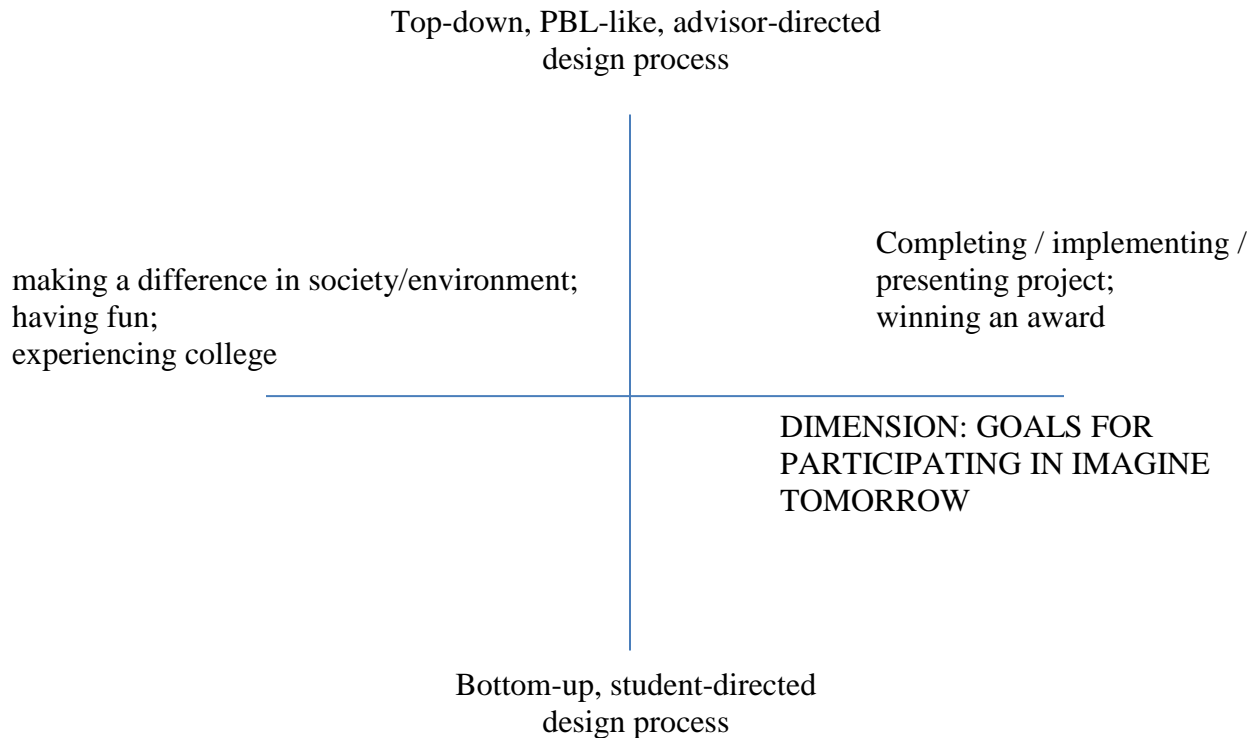 Top-down, PBL-like, advisor-directed
design process
making a difference in society/environment;
having fun;
experiencing college
Completing / implementing /
presenting project;
winning an award
DIMENSION: GOALS FOR
PARTICIPATING IN IMAGINE
TOMORROW
Bottom-up, student-directed
design process